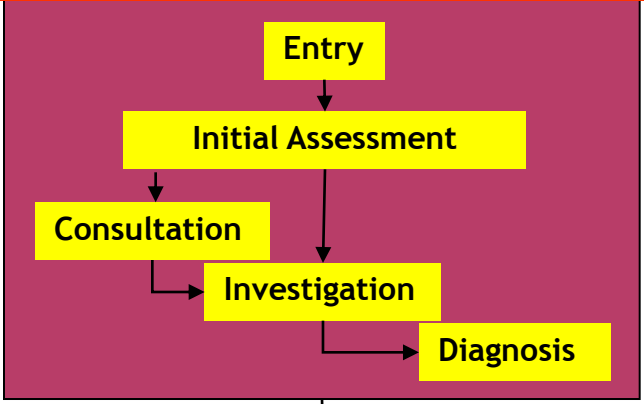 Entry
Initial Assessment
Consultation
Investigation
Diagnosis